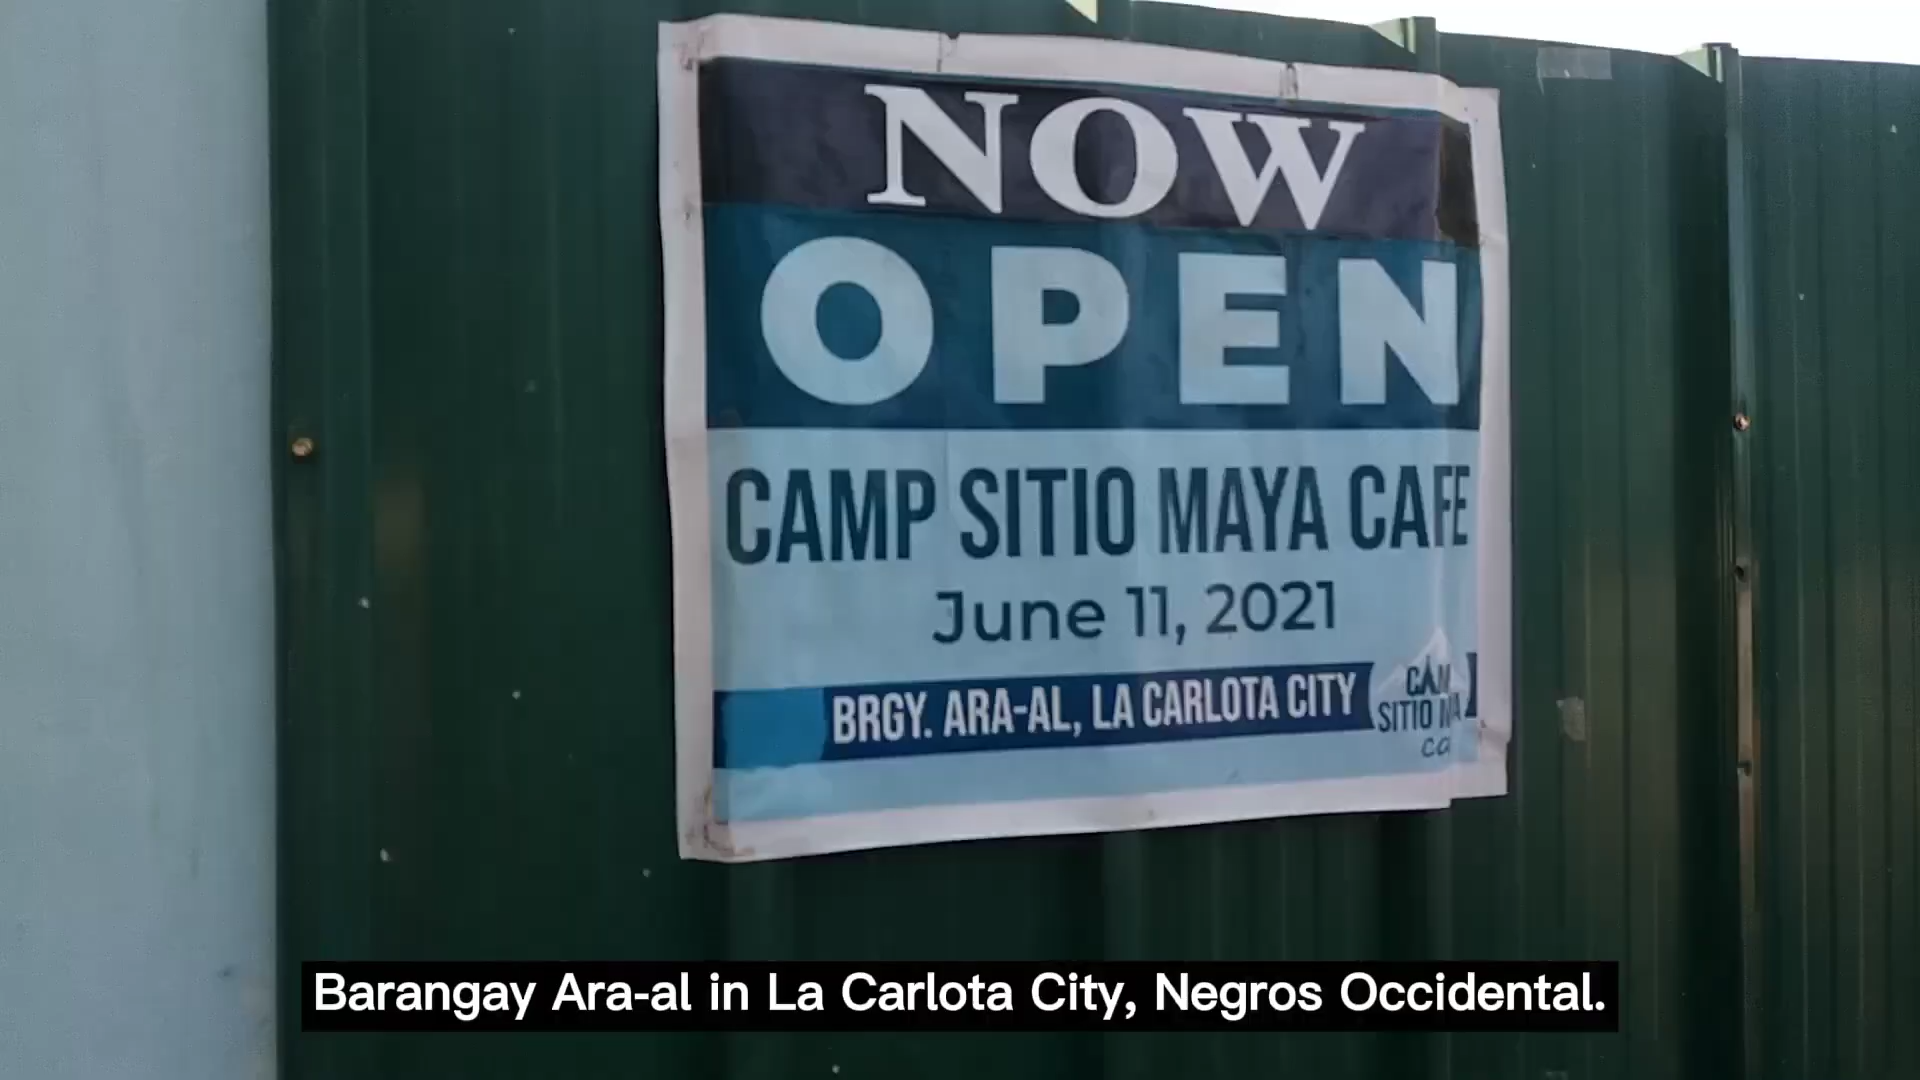 NOW
OPEN
CAMP SITIO MAYA CAFE
June 11, 2021
BRGY. ARA-AL, LA CARLOTA CITY
SITIO
Barangay Ara-al in La Carlota City, Negros Occidental.